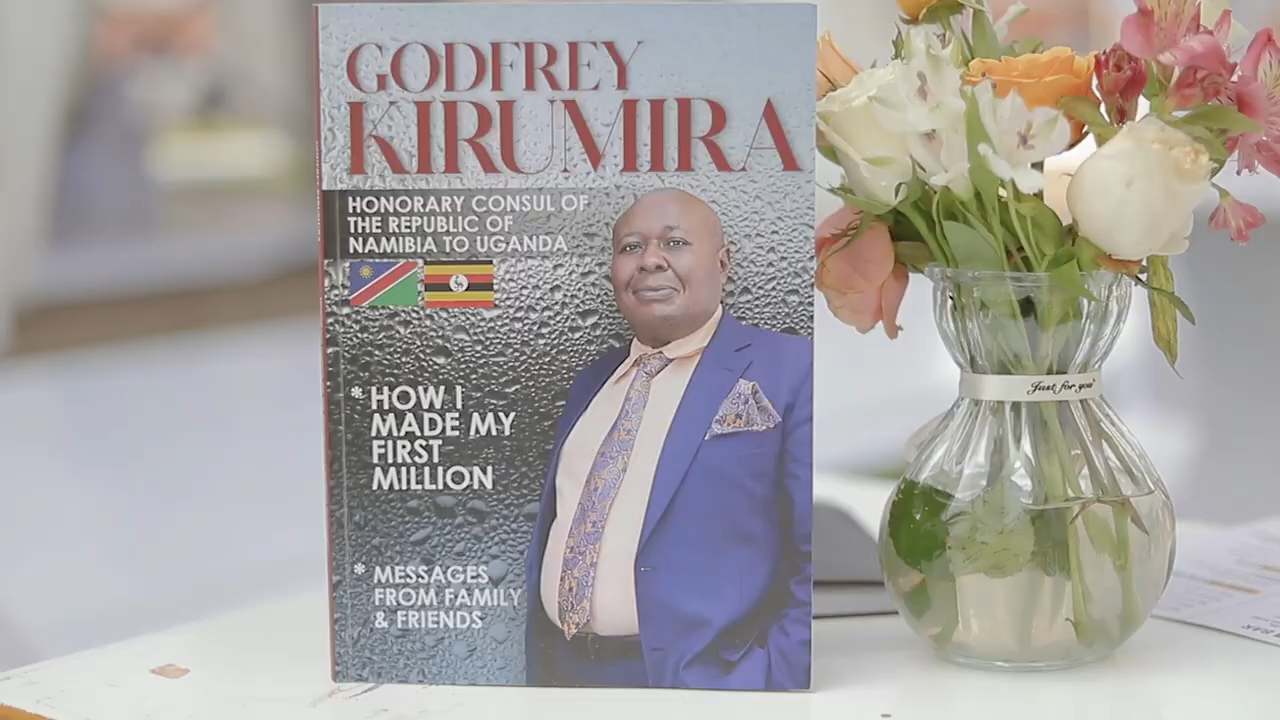 GODFREY
KIRUMIRA
HONORARY CONSUL OF
THE REPUBLIC OF
NAMIBIA TO UGANDA
* HOW I
MADE MY
FIRST
MILLION
* MESSAGES
FROM FAMILY
& FRIENDS
Just for you
BAR